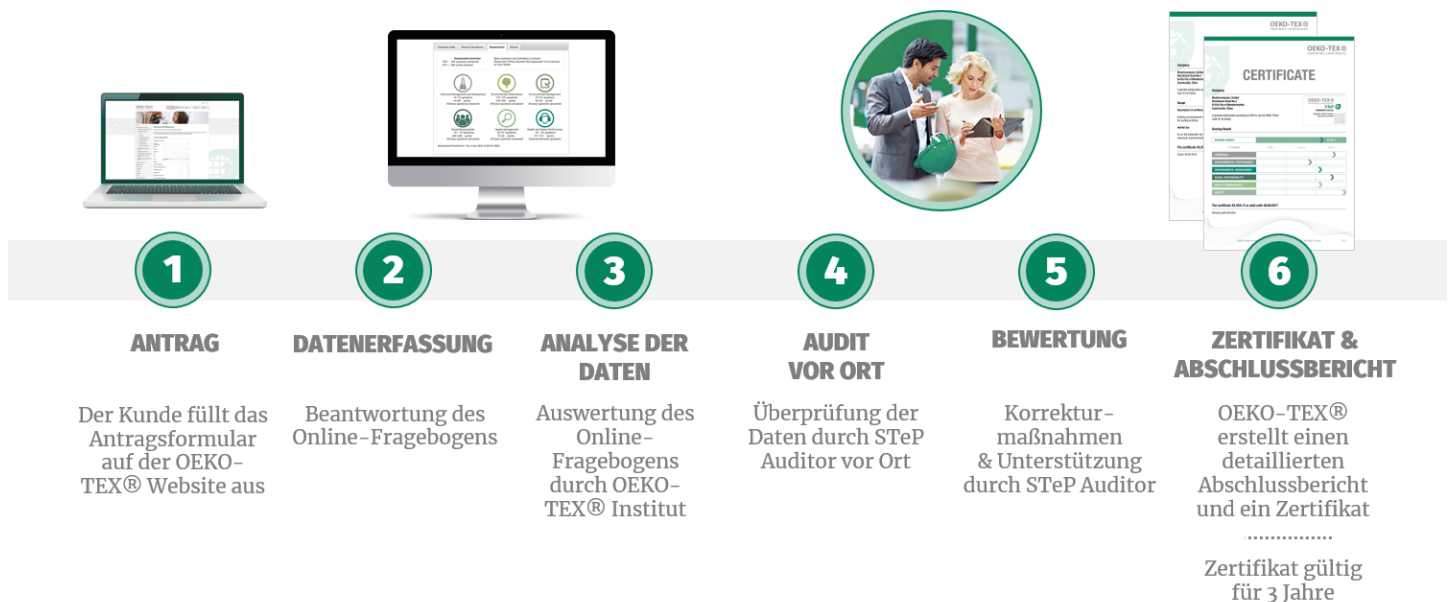 OEKO-TEX®
OEKO-TEX®
CERTIFICATE
OEKO-TEX®
1
2
3
4
5
6
ANTRAG
Der Kunde füllt das
Antragsformular
auf der OEKO-
TEX® Website aus
DATENERFASSUNG
Beantwortung des
Online-Fragebogens
ANALYSE DER
DATEN
Auswertung des
Online-
Fragebogens
durch OEKO-
TEX® Institut
AUDIT
VOR ORT
Überprüfung der
Daten durch STeP
Auditor vor Ort
BEWERTUNG
Korrektur-
maßnahmen
& Unterstützung
durch STeP Auditor
ZERTIFIKAT &
ABSCHLUSSBERICHT
OEKO-TEX®
erstellt einen
detaillierten
Abschlussbericht
und ein Zertifikat
Zertifikat gültig
für 3 Jahre